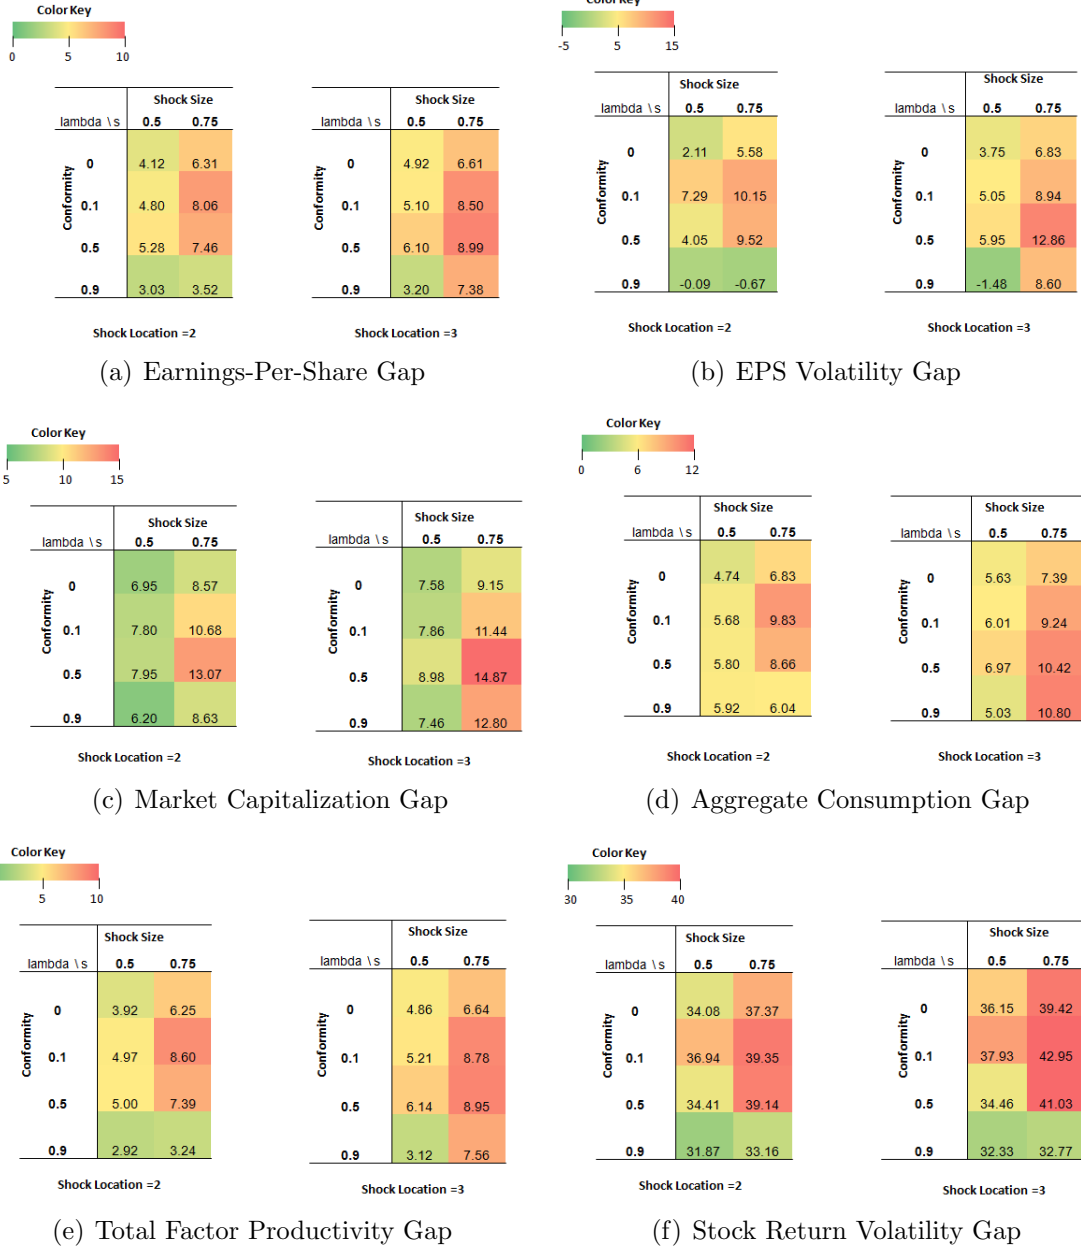 Color Key
0 5 10
Shock Size
lambda \ s 0.5 0.75
Conformity
0 4.12 6.31
0.1 4.80 8.06
0.5 5.28 7.46
0.9 3.03 3.52
Shock Location =2
Shock Size
lambda \ s 0.5 0.75
Conformity
0 4.92 6.61
0.1 5.10 8.50
0.5 6.10 8.99
0.9 3.20 7.38
Shock Location =3
(a) Earnings-Per-Share Gap
Color Key
-5 5 15
Shock Size
lambda \ s 0.5 0.75
Conformity
0 2.11 5.58
0.1 7.29 10.15
0.5 4.05 9.52
0.9 -0.09 -0.67
Shock Location =2
Shock Size
lambda \ s 0.5 0.75
Conformity
0 3.75 6.83
0.1 5.05 8.94
0.5 5.95 12.86
0.9 -1.48 8.60
Shock Location =3
(b) EPS Volatility Gap
Color Key
5 10 15
Shock Size
lambda \ s 0.5 0.75
Conformity
0 6.95 8.57
0.1 7.80 10.68
0.5 7.95 13.07
0.9 6.20 8.63
Shock Location =2
Shock Size
lambda \ s 0.5 0.75
Conformity
0 7.58 9.15
0.1 7.86 11.44
0.5 8.98 14.87
0.9 7.46 12.80
Shock Location =3
(c) Market Capitalization Gap
Color Key
0 6 12
Shock Size
lambda \ s 0.5 0.75
Conformity
0 4.74 6.83
0.1 5.68 9.83
0.5 5.80 8.66
0.9 5.92 6.04
Shock Location =2
Shock Size
lambda \ s 0.5 0.75
Conformity
0 5.63 7.39
0.1 6.01 9.24
0.5 6.97 10.42
0.9 5.03 10.80
Shock Location =3
(d) Aggregate Consumption Gap
Color Key
5 10
Shock Size
lambda \ s 0.5 0.75
Conformity
0 3.92 6.25
0.1 4.97 8.60
0.5 5.00 7.39
0.9 2.92 3.24
Shock Location =2
Shock Size
lambda \ s 0.5 0.75
Conformity
0 4.86 6.64
0.1 5.21 8.78
0.5 6.14 8.95
0.9 3.12 7.56
Shock Location =3
(e) Total Factor Productivity Gap
Color Key
30 35 40
Shock Size
lambda \ s 0.5 0.75
Conformity
0 34.08 37.37
0.1 36.94 39.35
0.5 34.41 39.14
0.9 31.87 33.16
Shock Location =2
Shock Size
lambda \ s 0.5 0.75
Conformity
0 36.15 39.42
0.1 37.93 42.95
0.5 34.46 41.03
0.9 32.33 32.77
Shock Location =3
(f) Stock Return Volatility Gap